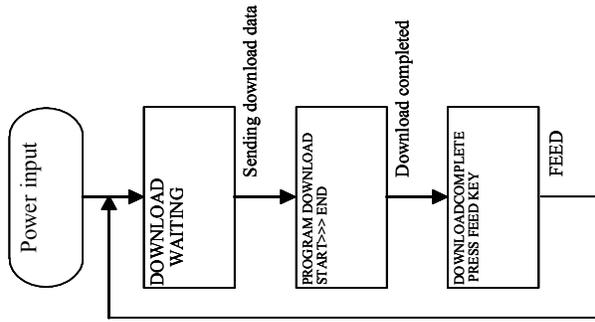 Power input
DOWNLOAD
WAITING
Sending download data
PROGRAM DOWNLOAD
START>>> END
Download completed
DOWNLOADCOMPLETE
PRESS FEED KEY
FEED